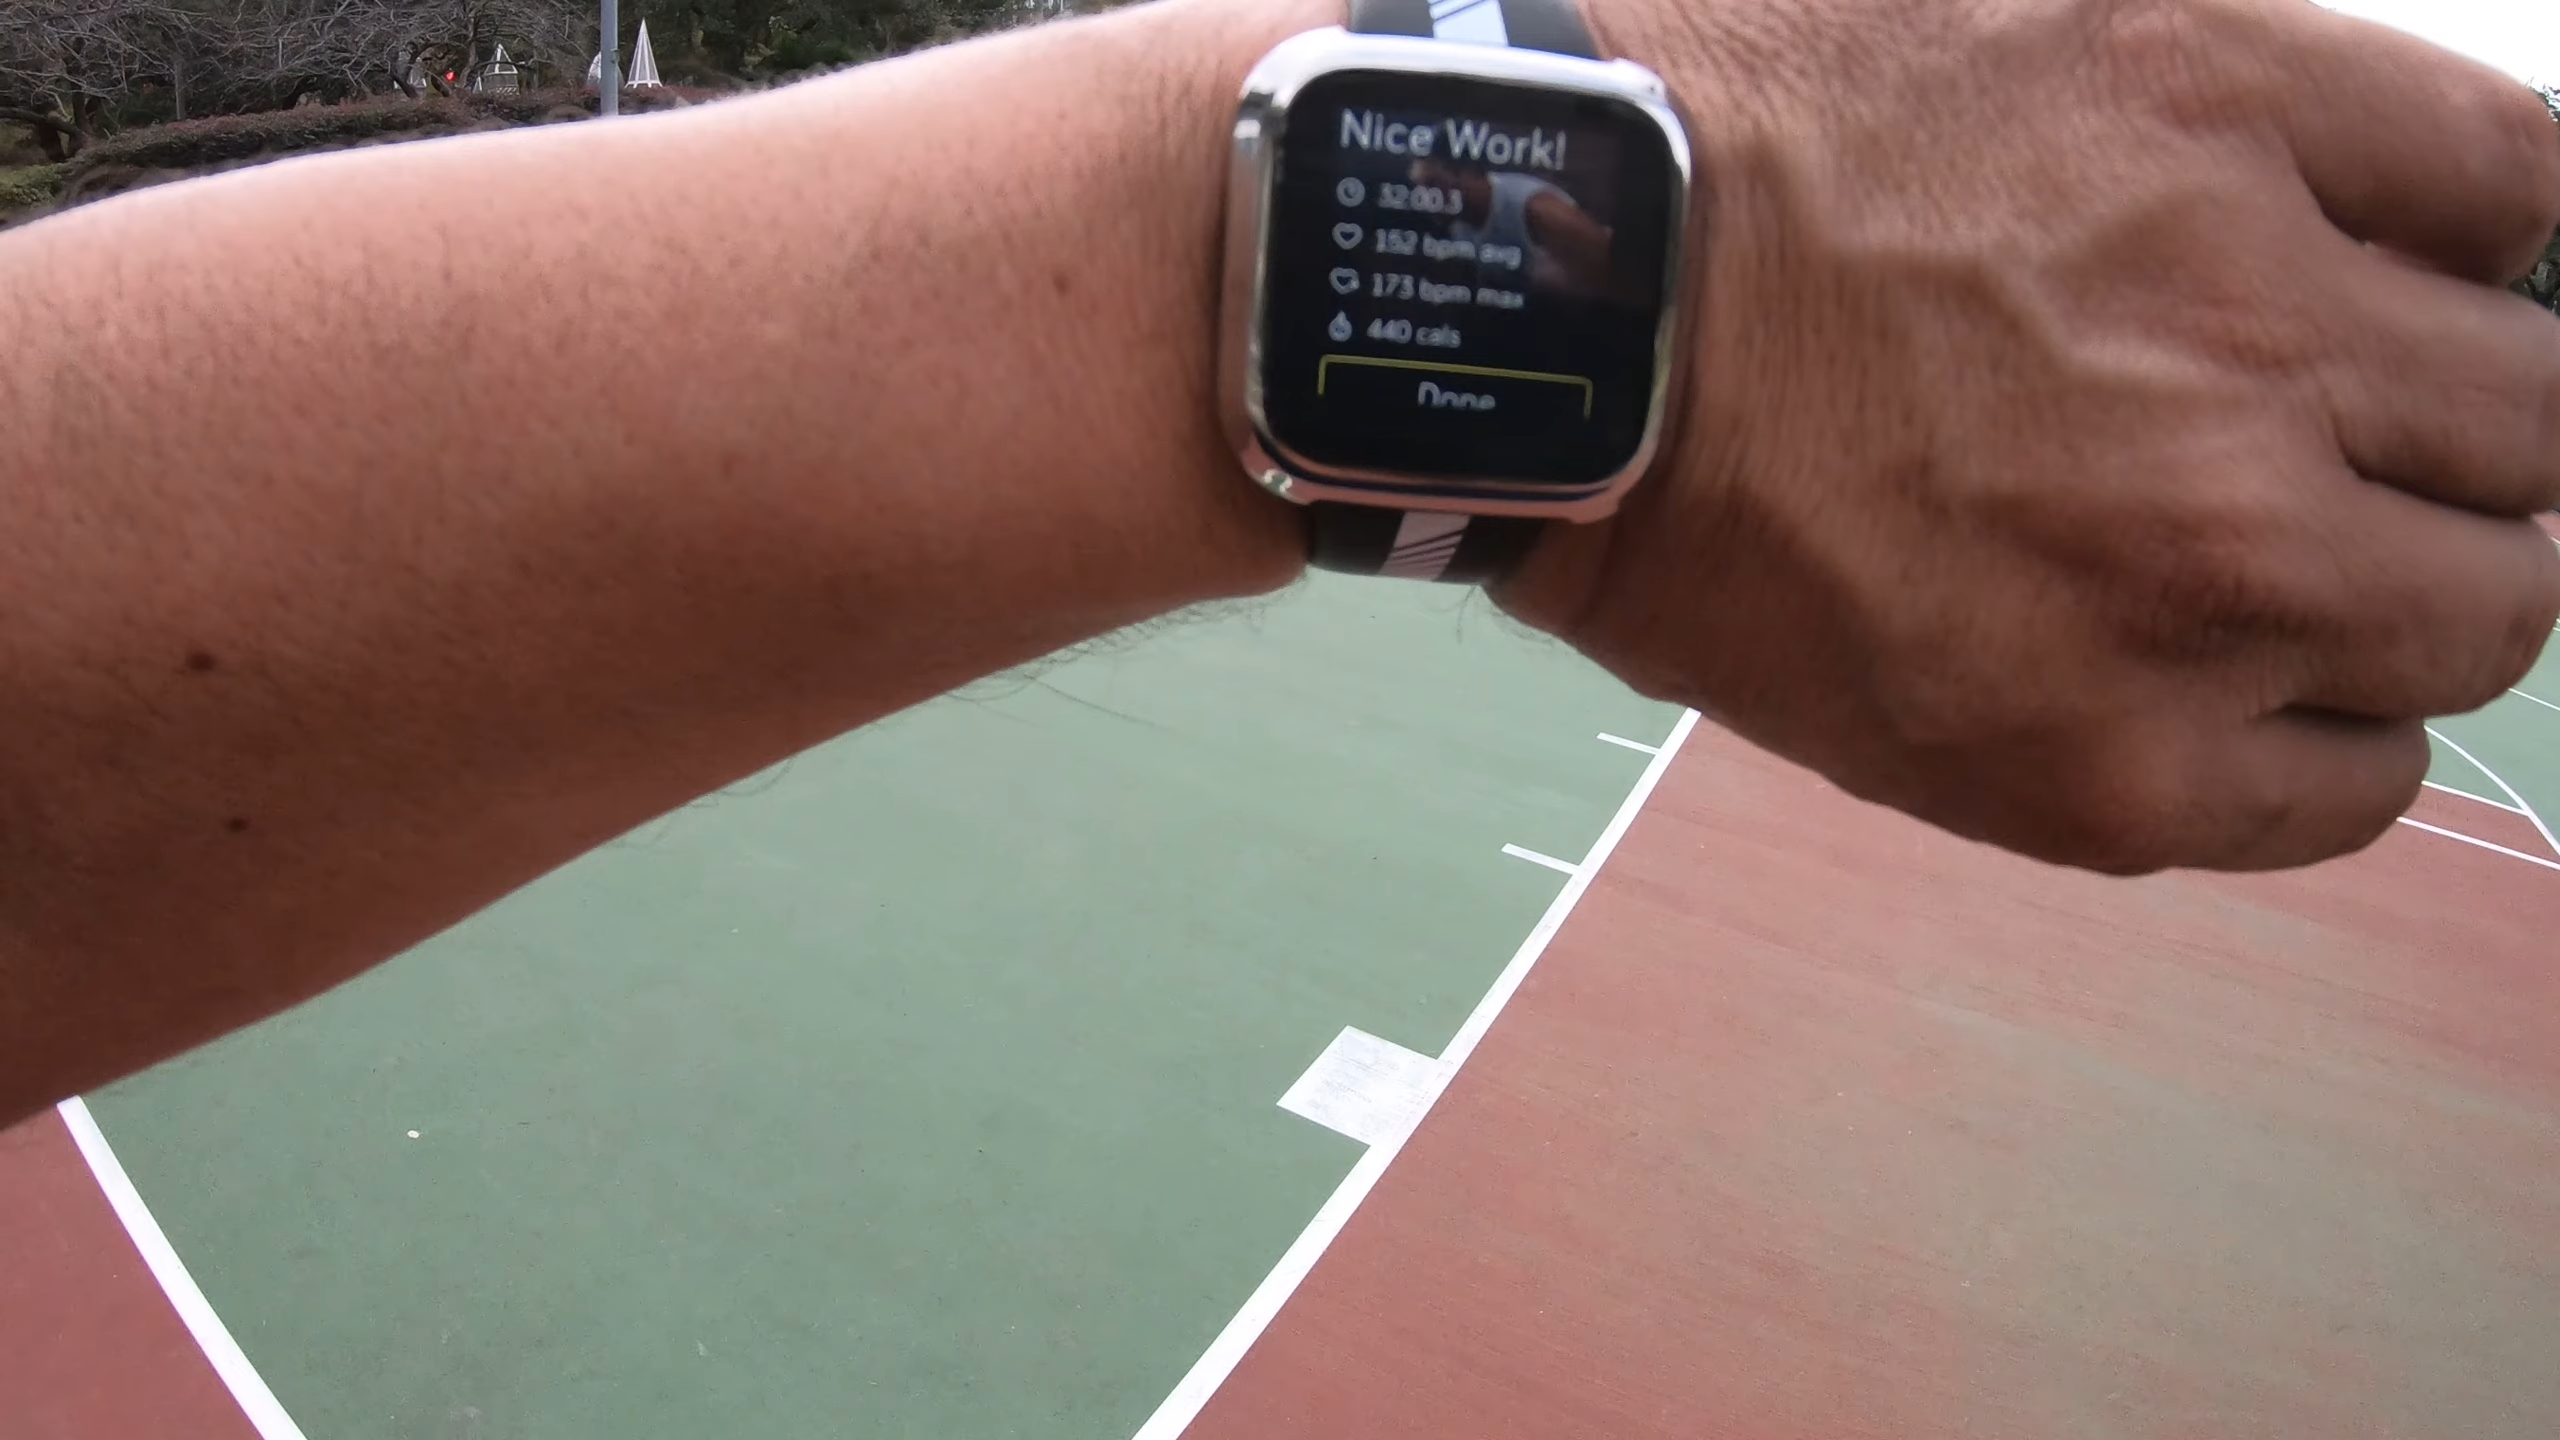 Nice Work!
32:00.3
152 bpm avg
173 bpm max
440 cals
Done